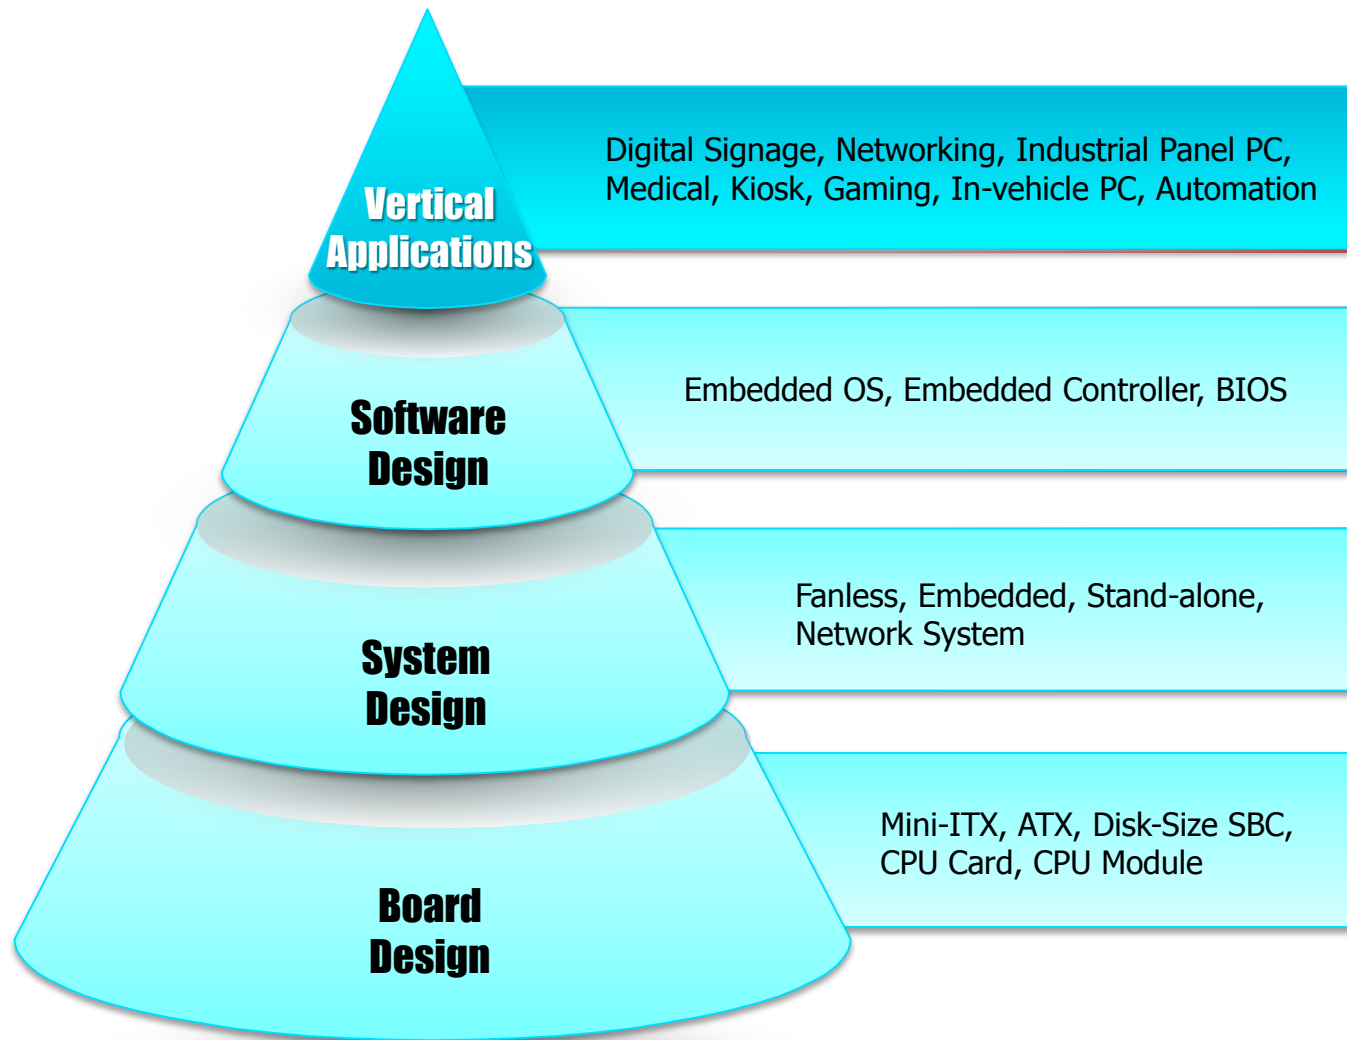 Vertical
Applications
Digital Signage, Networking, Industrial Panel PC,
Medical, Kiosk, Gaming, In-vehicle PC, Automation
Software
Design
Embedded OS, Embedded Controller, BIOS
System
Design
Fanless, Embedded, Stand-alone,
Network System
Board
Design
Mini-ITX, ATX, Disk-Size SBC,
CPU Card, CPU Module